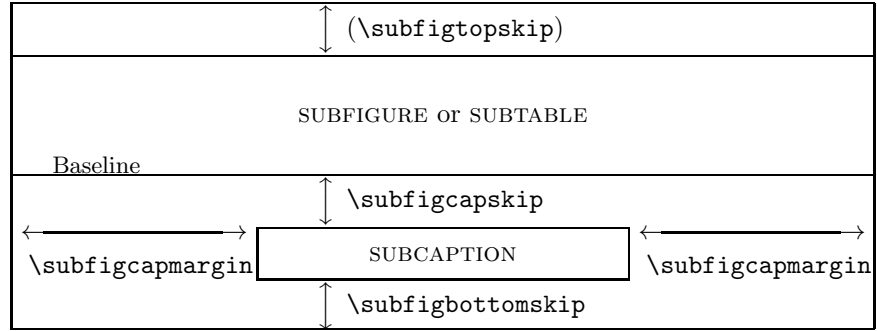 (\subfigtopskip)
SUBFIGURE or SUBTABLE
Baseline
\subfigcapskip
SUBCAPTION
\subfigcapmargin
\subfigcapmargin
\subfigbottomskip